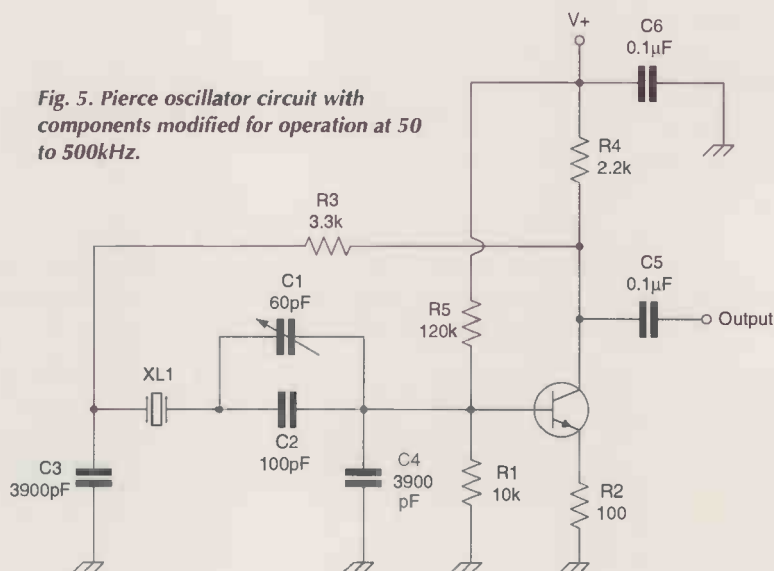 V+
C6
0.1µF
Fig. 5. Pierce oscillator circuit with
components modified for operation at 50
to 500kHz.
R4
2.2k
R3
3.3k
C5
0.1µF
C1
60pF
R5
120k
Output
XL1
C2
100pF
C3
3900pF
C4
3900
pF
R1
10k
R2
100